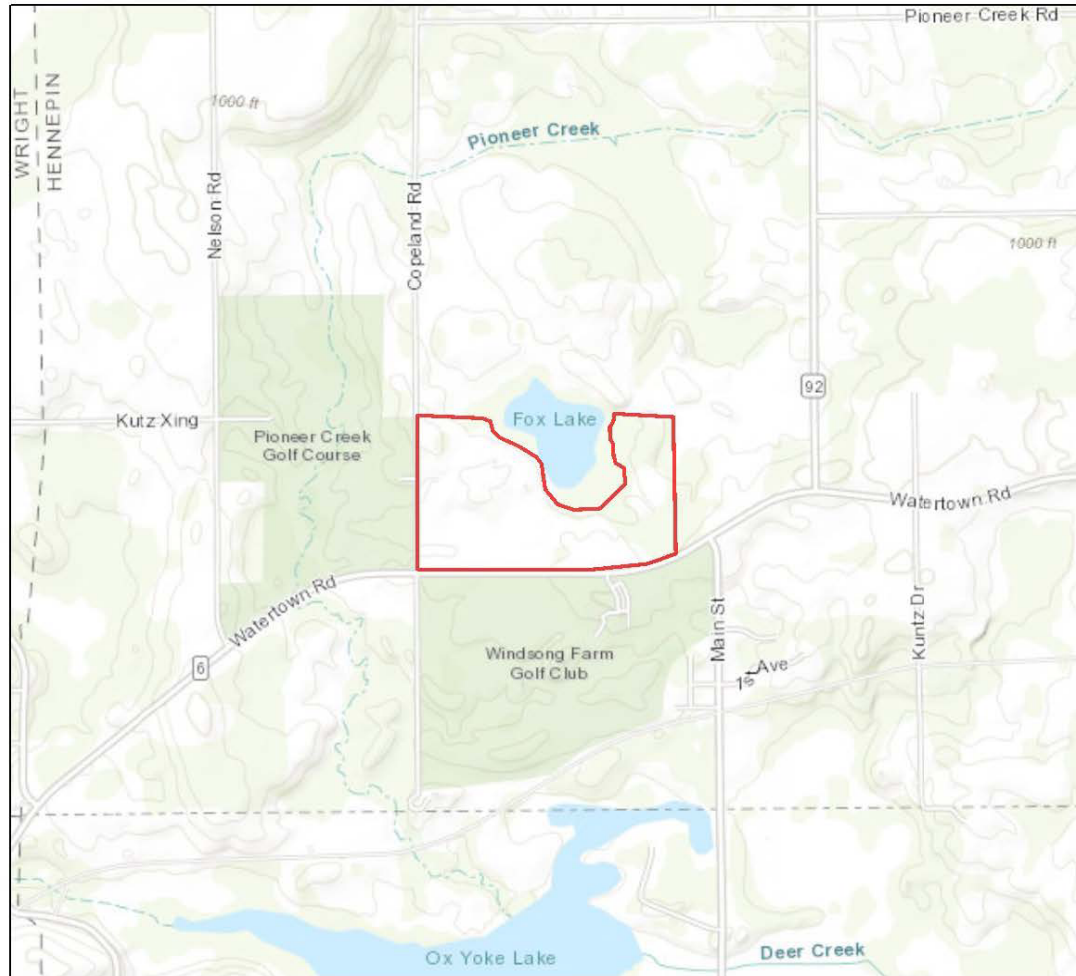 Pioneer Creek Rd
1000 ft
WRIGHT
HENNEPIN
Pioneer Creek
Nelson Rd
Copeland Rd
1000 ft
92
Kutz Xing
Fox Lake
Pioneer Creek
Golf Course
Watertown Rd
Watertown Rd
Kuntz Dr
Main St
6
Windsong Farm
Golf Club
1st Ave
Ox Yoke Lake
Deer Creek